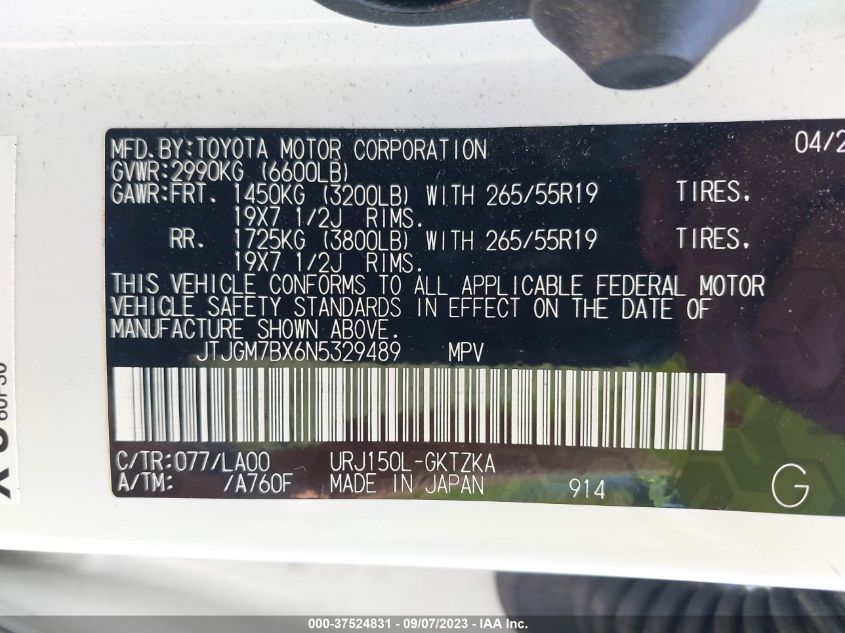 MFD.BY:TOYOTA MOTOR CORPORATION 04/2
GVWR:2990KG (6600LB)
GAWR:FRT. 1450KG (3200LB) WITH 265/55R19 TIRES,
19X7 1/2J RIMS.
RR. 1725KG (3800LB) WITH 265/55R19 TIRES,
19X7 1/2J RIMS.
THIS VEHICLE CONFORMS TO ALL APPLICABLE FEDERAL MOTOR
VEHICLE SAFETY STANDARDS IN EFFECT ON THE DATE OF
MANUFACTURE SHOWN ABOVE.
JTJGM7BX6N5329489 MPV
C/TR:077/LA00 URJ150L-GKTZKA
A/TM: /A760F MADE IN JAPAN 914 G
000-37524831 - 09/07/2023 - IAA Inc.